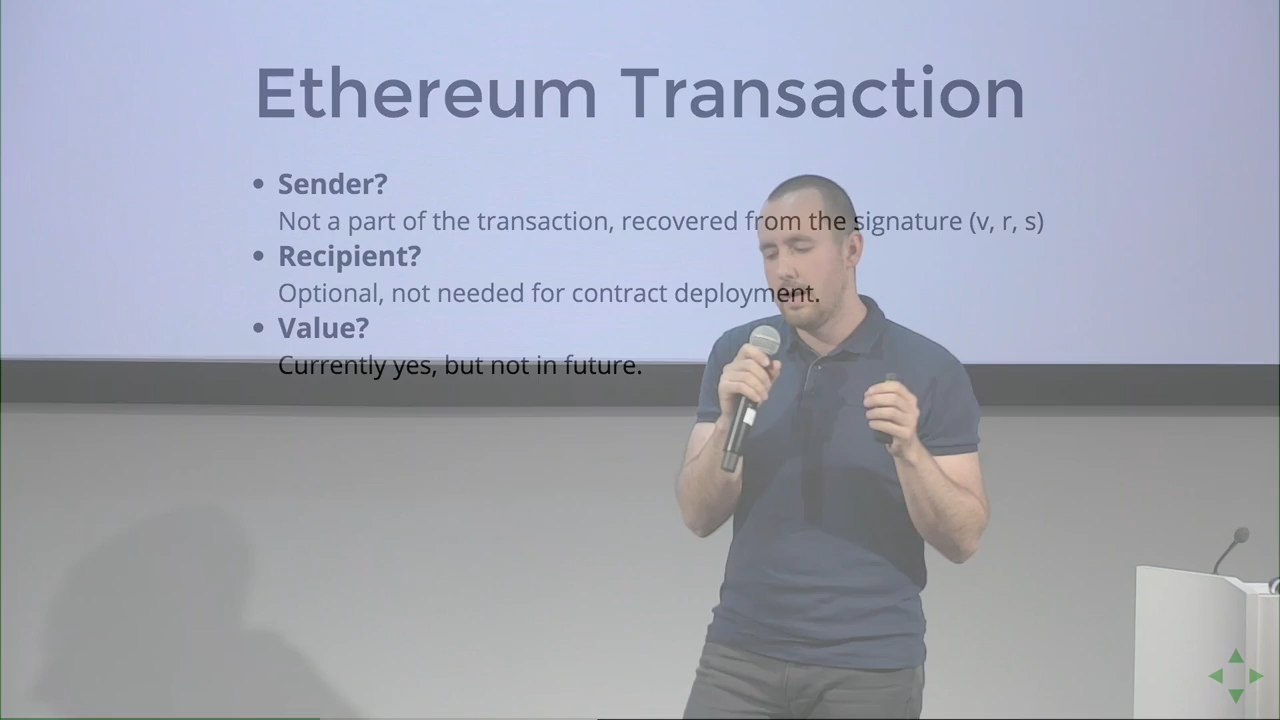 Ethereum Transaction
• Sender?
Not a part of the transaction, recovered from the signature (v, r, s)
• Recipient?
Optional, not needed for contract deployment.
• Value?
Currently yes, but not in future.